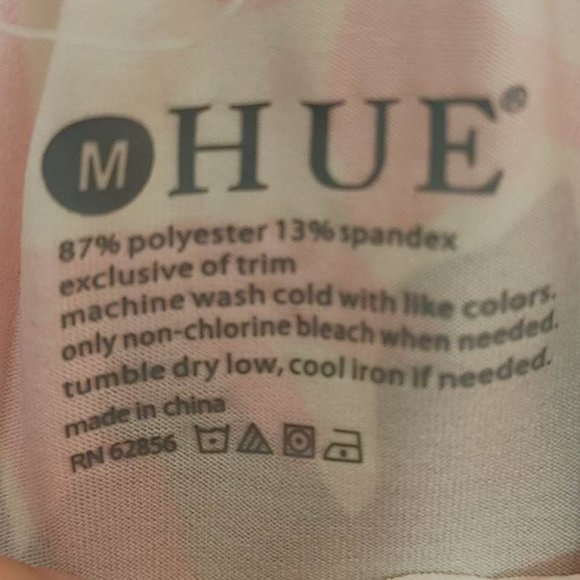 M HUE®
87% polyester 13% spandex
exclusive of trim
machine wash cold with like colors.
only non-chlorine bleach when needed.
tumble dry low, cool iron if needed.
made in china
RN 62856